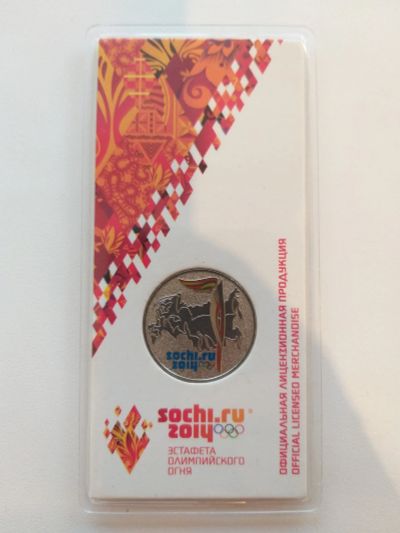 sochi.ru
2014
sochi.ru
2014
ЭСТАФЕТА
ОЛИМПИЙСКОГО
ОГНЯ
ОФИЦИАЛЬНАЯ ЛИЦЕНЗИОННАЯ ПРОДУКЦИЯ
OFFICIAL LICENSED MERCHANDISE